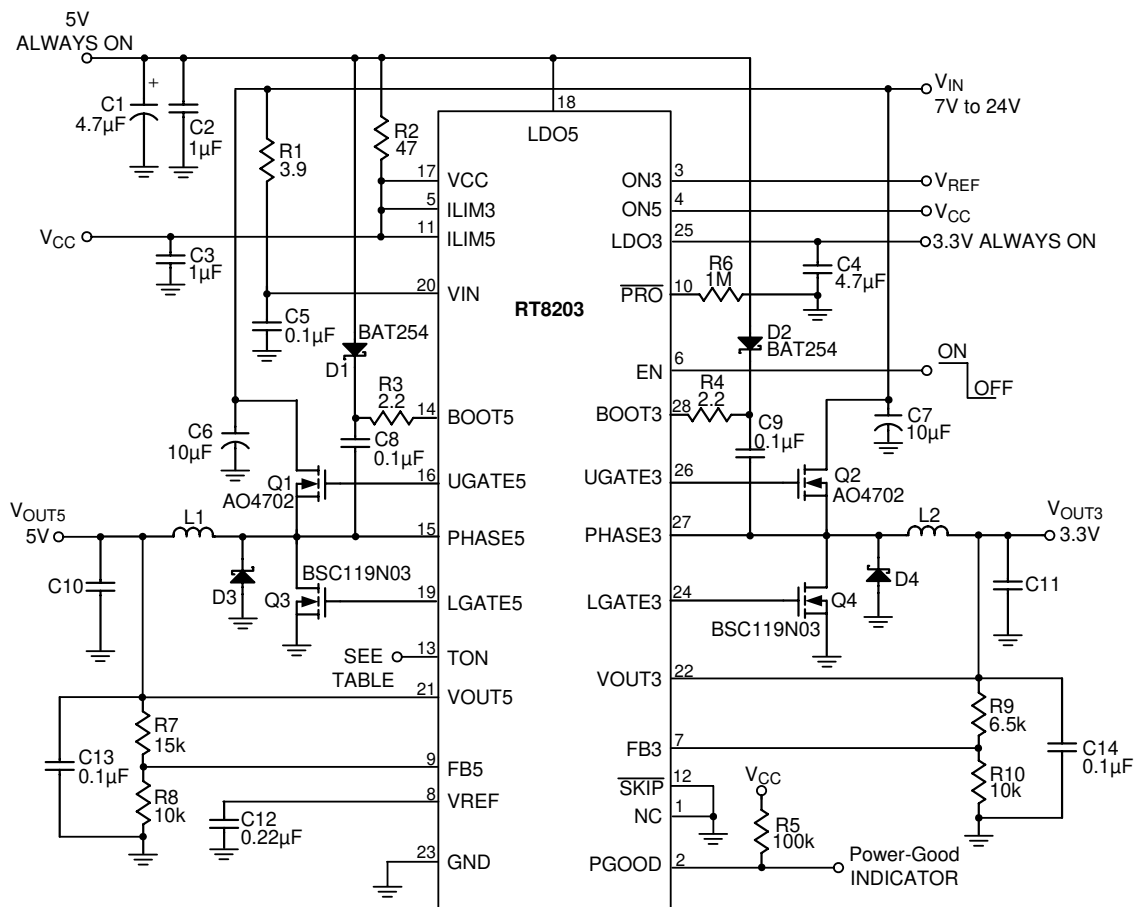 5V
ALWAYS ON
+
C1
4.7µF
C2
1µF
R1
3.9
R2
47
18
LDO5
VIN
7V to 24V
17
VCC
5
ILIM3
11
ILIM5
VCC
C3
1µF
20
VIN
C5
0.1µF
BAT254
D1
R3
2.2
14
BOOT5
C6
10µF
C8
0.1µF
Q1
AO4702
16
UGATE5
VOUT5
5V
L1
15
PHASE5
C10
D3
BSC119N03
Q3
19
LGATE5
SEE
TABLE
13
TON
21
VOUT5
R7
15k
C13
0.1µF
9
FB5
R8
10k
8
VREF
C12
0.22µF
23
GND
RT8203
ON3
3
VREF
ON5
4
VCC
LDO3
25
3.3V ALWAYS ON
R6
1M
C4
4.7µF
PRO
10
D2
BAT254
EN
6
ON
OFF
R4
2.2
BOOT3
28
C9
0.1µF
C7
10µF
UGATE3
26
Q2
AO4702
PHASE3
27
L2
VOUT3
3.3V
D4
C11
LGATE3
24
Q4
BSC119N03
VOUT3
22
R9
6.5k
FB3
7
C14
0.1µF
R10
10k
SKIP
12
NC
1
VCC
R5
100k
PGOOD
2
Power-Good
INDICATOR